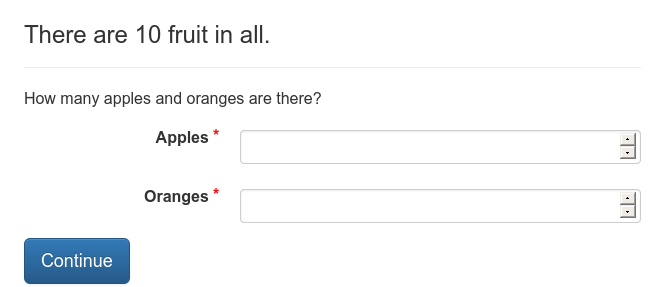 There are 10 fruit in all.
How many apples and oranges are there?
Apples *
Oranges *
Continue